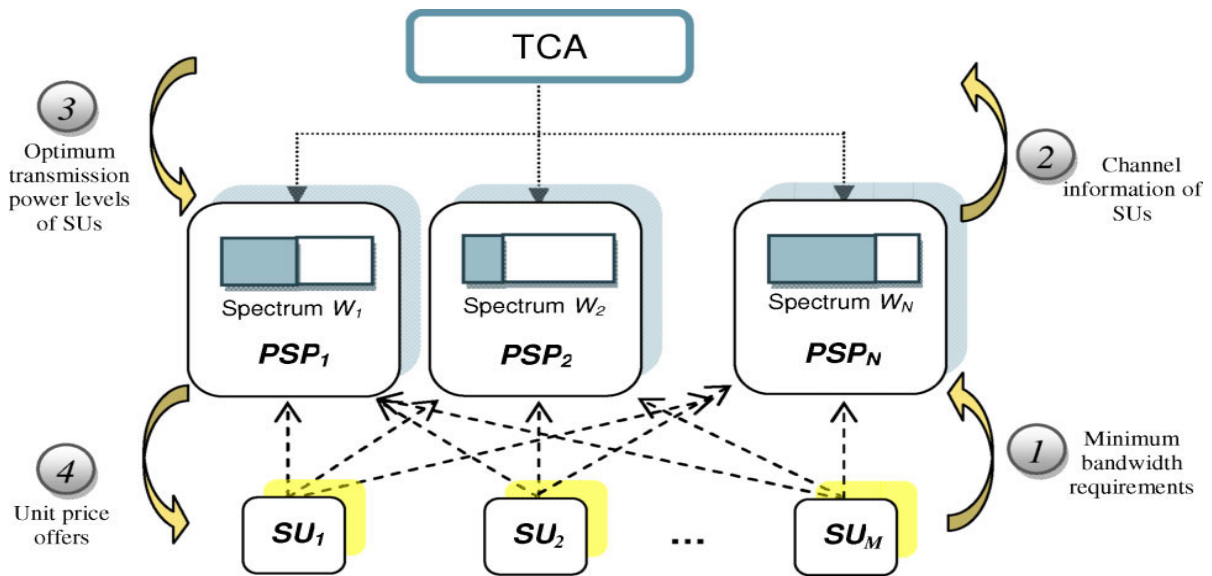 TCA
3
Optimum
transmission
power levels
of SUs
2
Channel
information of
SUs
Spectrum W1
PSP1
Spectrum W2
PSP2
Spectrum WN
PSPN
4
Unit price
offers
1
Minimum
bandwidth
requirements
SU1
SU2
...
SUM